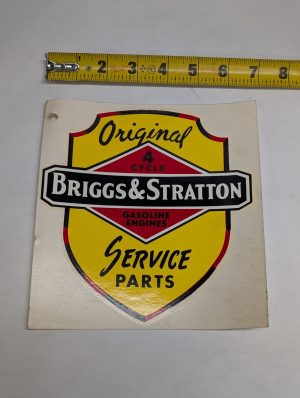 2 3 4 5 6 7 8
Original
4
CYCLE
BRIGGS&STRATTON
GASOLINE
ENGINES
SERVICE
PARTS